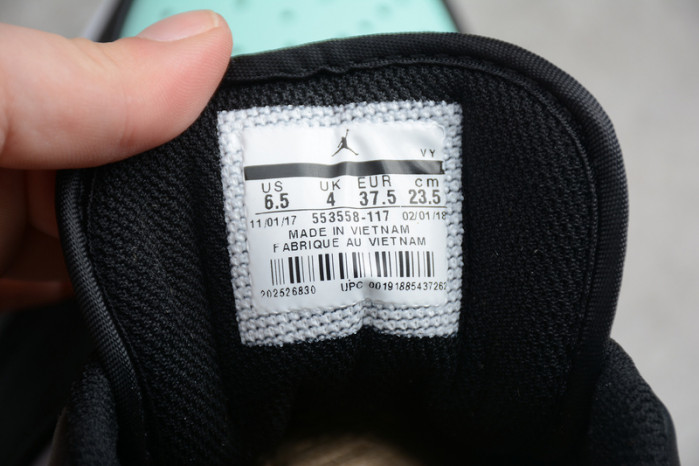 VY
US UK EUR cm
6.5 4 37.5 23.5
11/01/17 553558-117 02/01/18
MADE IN VIETNAM
FABRIQUE AU VIETNAM
202526830 UPC 00191885437262